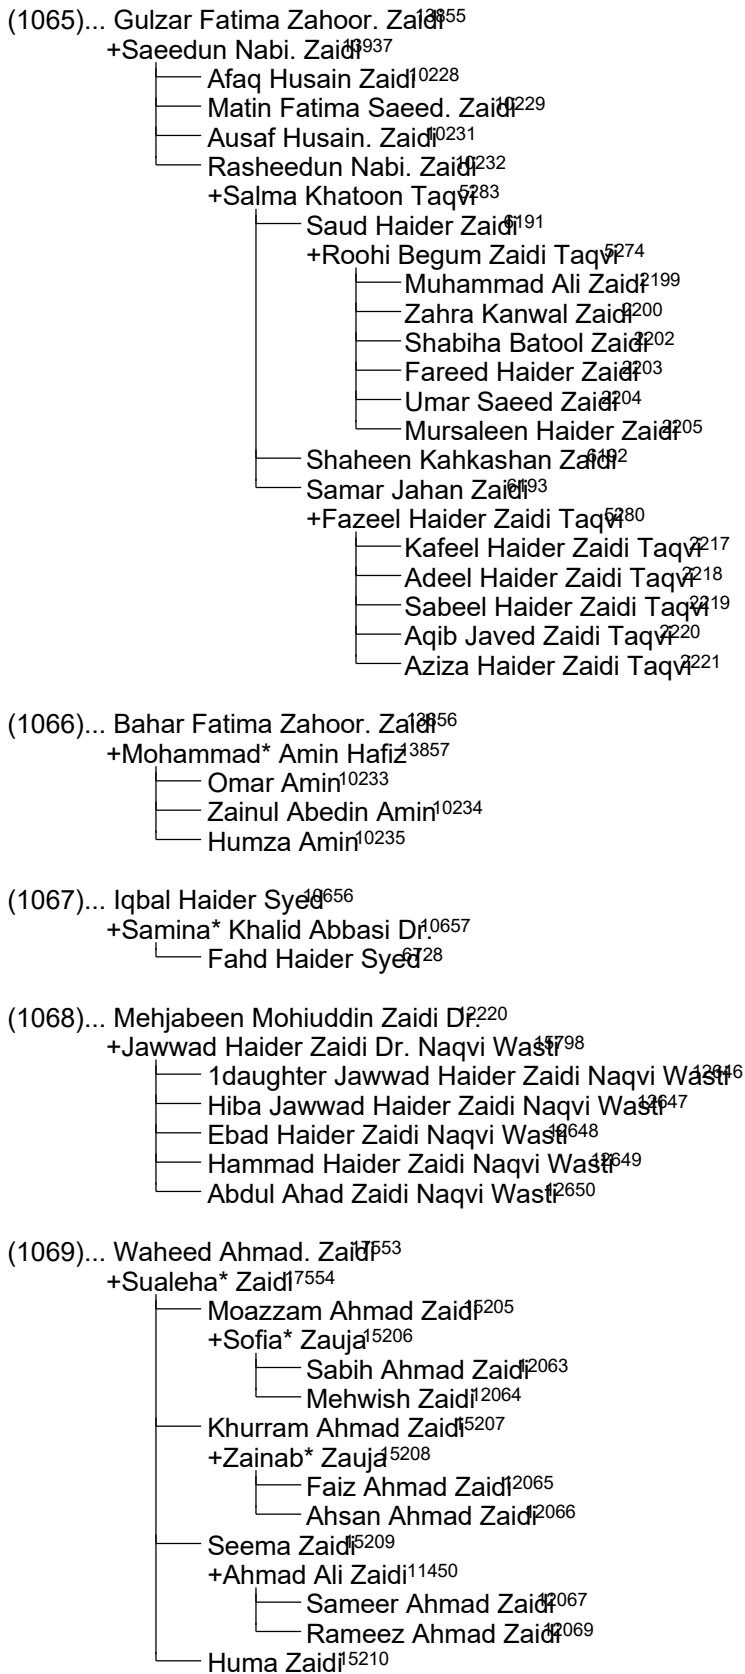 (1065)... Gulzar Fatima Zahoor. Zaidi13855
+Saeedun Nabi. Zaidi13937
Afaq Husain Zaidi10228
Matin Fatima Saeed. Zaidi10229
Ausaf Husain. Zaidi10231
Rasheedun Nabi. Zaidi10232
+Salma Khatoon Taqvi5283
Saud Haider Zaidi6191
+Roohi Begum Zaidi Taqvi5274
Muhammad Ali Zaidi2199
Zahra Kanwal Zaidi2200
Shabiha Batool Zaidi2202
Fareed Haider Zaidi2203
Umar Saeed Zaidi2204
Mursaleen Haider Zaidi2205
Shaheen Kahkashan Zaidi6192
Samar Jahan Zaidi6193
+Fazeel Haider Zaidi Taqvi5280
Kafeel Haider Zaidi Taqvi2217
Adeel Haider Zaidi Taqvi2218
Sabeel Haider Zaidi Taqvi2219
Aqib Javed Zaidi Taqvi2220
Aziza Haider Zaidi Taqvi2221
(1066)... Bahar Fatima Zahoor. Zaidi13856
+Mohammad* Amin Hafiz13857
Omar Amin10233
Zainul Abedin Amin10234
Humza Amin10235
(1067)... Iqbal Haider Syed10656
+Samina* Khalid Abbasi Dr.10657
Fahd Haider Syed6728
(1068)... Mehjabeen Mohiuddin Zaidi Dr.12220
+Jawwad Haider Zaidi Dr. Naqvi Wasti15798
1daughter Jawwad Haider Zaidi Naqvi Wasti12646
Hiba Jawwad Haider Zaidi Naqvi Wasti12647
Ebad Haider Zaidi Naqvi Wasti12648
Hammad Haider Zaidi Naqvi Wasti12649
Abdul Ahad Zaidi Naqvi Wasti12650
(1069)... Waheed Ahmad. Zaidi17553
+Sualeha* Zaidi17554
Moazzam Ahmad Zaidi15205
+Sofia* Zauja15206
Sabih Ahmad Zaidi12063
Mehwish Zaidi12064
Khurram Ahmad Zaidi15207
+Zainab* Zauja15208
Faiz Ahmad Zaidi12065
Ahsan Ahmad Zaidi12066
Seema Zaidi15209
+Ahmad Ali Zaidi11450
Sameer Ahmad Zaidi12067
Rameez Ahmad Zaidi12069
Huma Zaidi15210